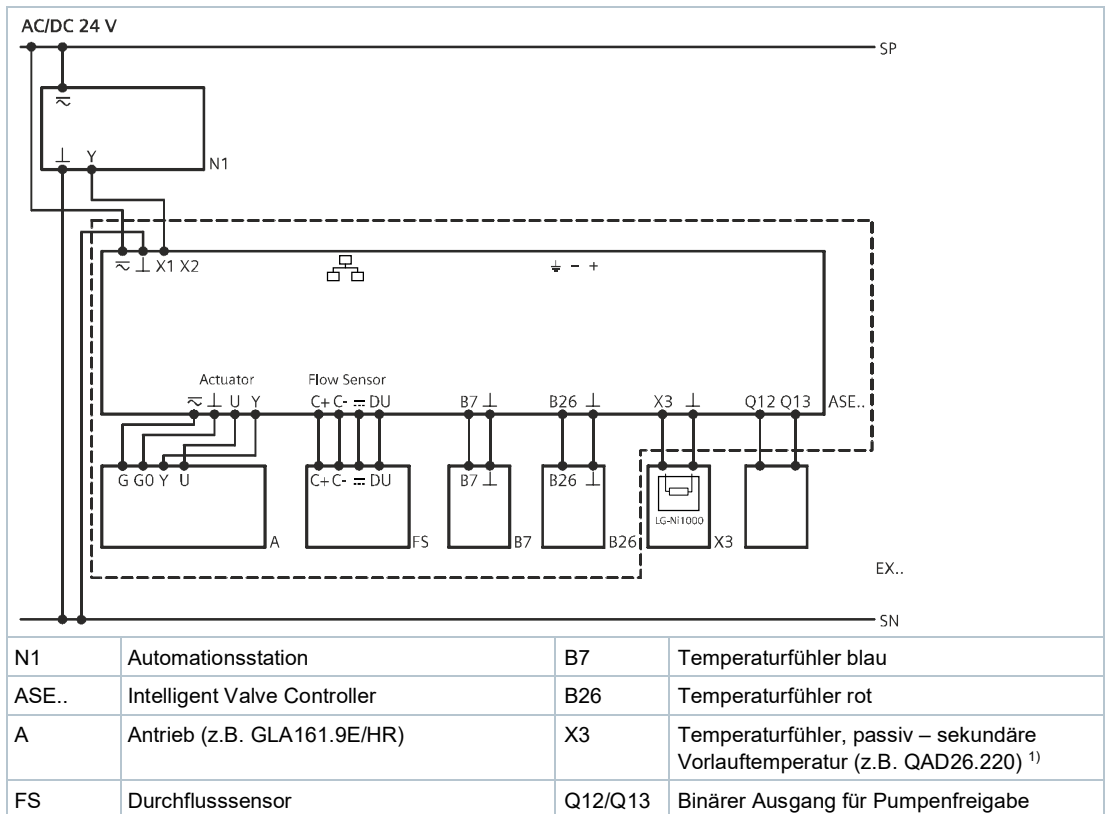 AC/DC 24 V
SP
⏦
⊥ Y
N1
⏦ ⊥ X1 X2
⏚ - +
Actuator Flow Sensor
⏦ ⊥ U Y C+ C- ⎓ DU B7 ⊥ B26 ⊥ X3 ⊥ Q12 Q13 ASE..
G G0 Y U C+ C- ⎓ DU B7 ⊥ B26 ⊥
LG-Ni1000
A FS B7 B26 X3
EX..
SN
N1 Automationsstation B7 Temperaturfühler blau
ASE.. Intelligent Valve Controller B26 Temperaturfühler rot
A Antrieb (z.B. GLA161.9E/HR) X3 Temperaturfühler, passiv – sekundäre
Vorlauftemperatur (z.B. QAD26.220) 1)
FS Durchflusssensor Q12/Q13 Binärer Ausgang für Pumpenfreigabe